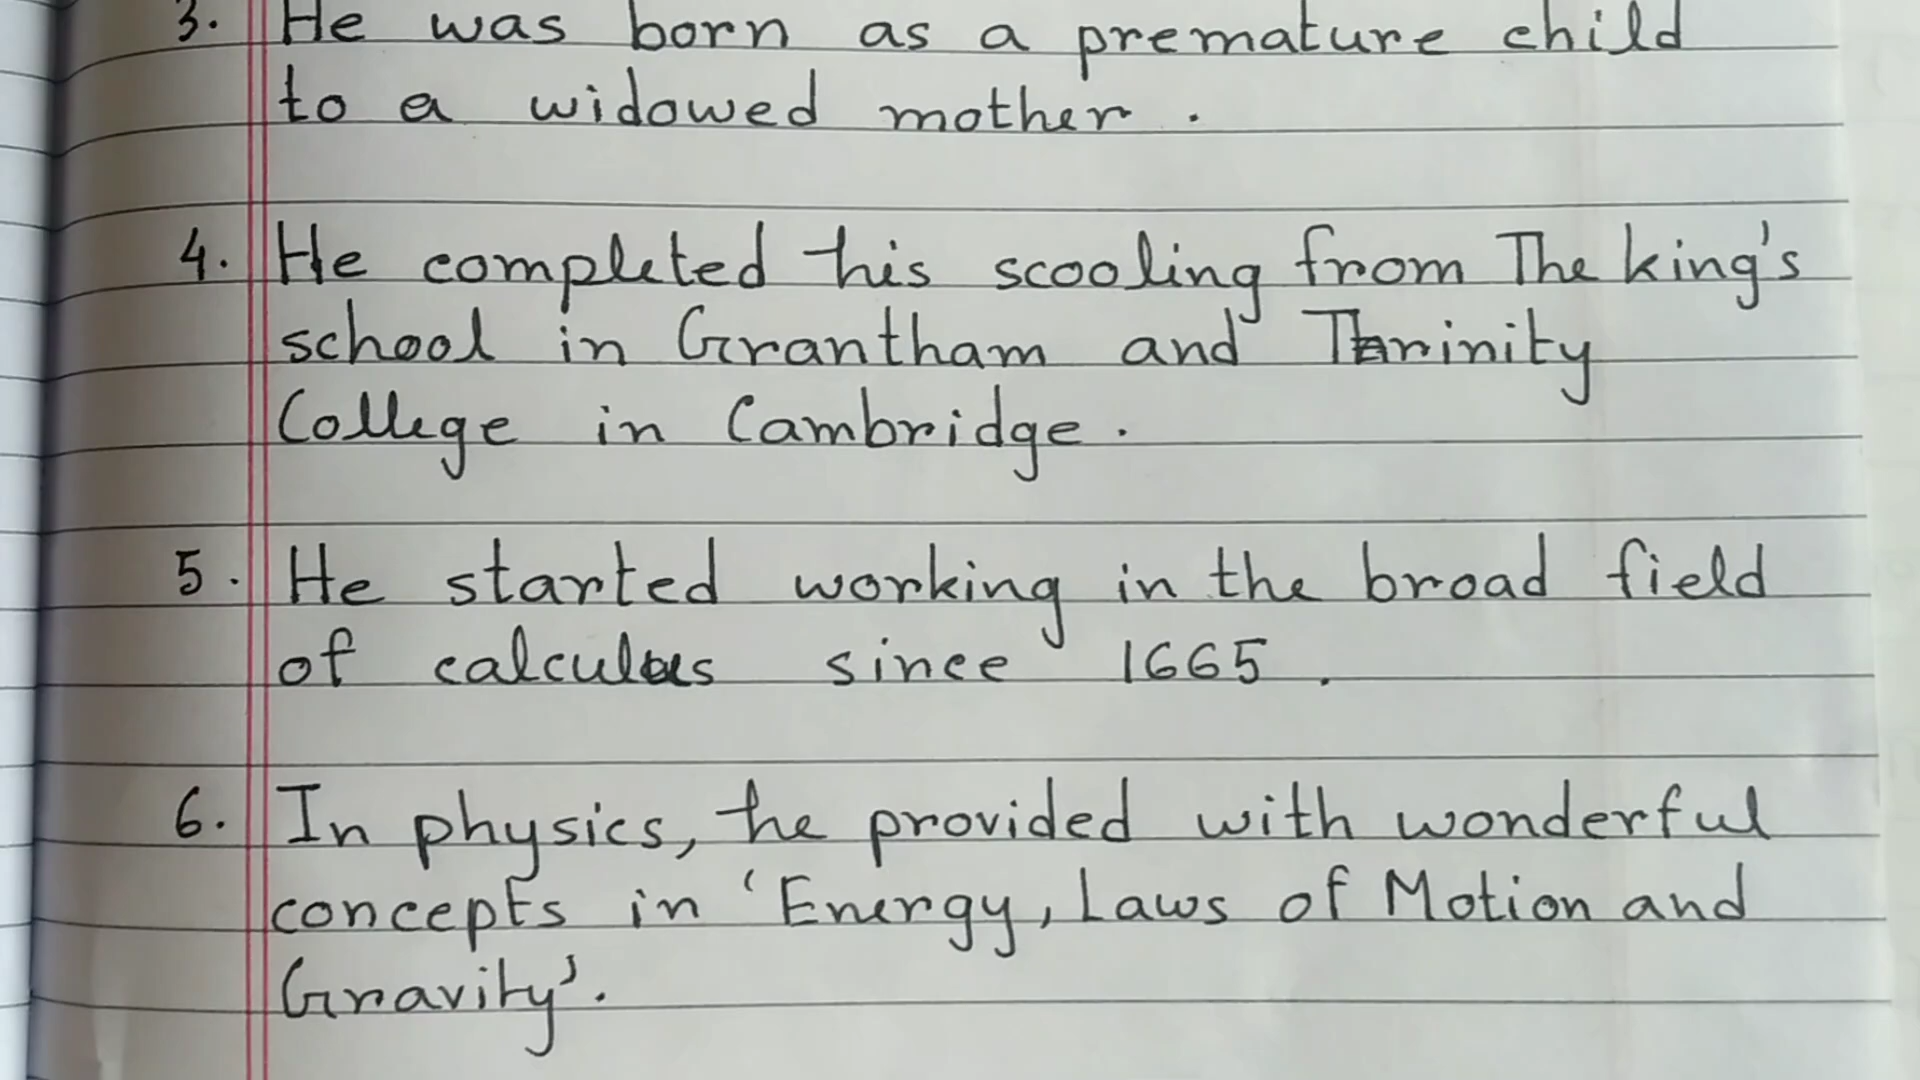 3. He was born as a premature child
to a widowed mother.
4. He completed his scooling from The king's
school in Grantham and Trinity
College in Cambridge.
5. He started working in the broad field
of calculus since 1665.
6. In physics, he provided with wonderful
concepts in 'Energy, Laws of Motion and
Gravity'.